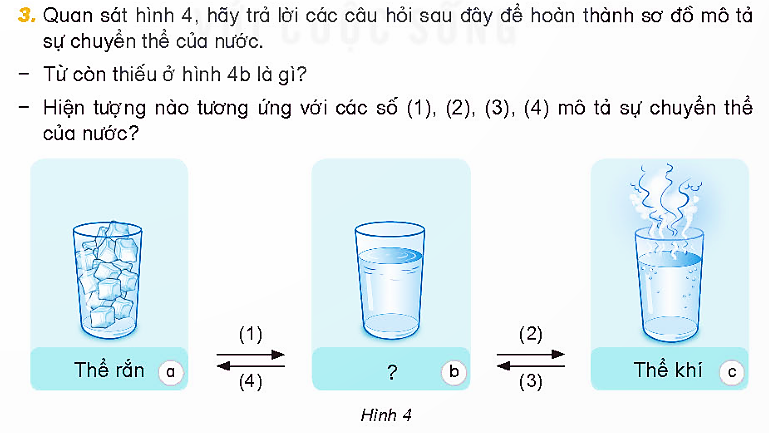 3. Quan sát hình 4, hãy trả lời các câu hỏi sau đây để hoàn thành sơ đồ mô tả
sự chuyển thể của nước.
– Từ còn thiếu ở hình 4b là gì?
– Hiện tượng nào tương ứng với các số (1), (2), (3), (4) mô tả sự chuyển thể
của nước?
(1) (2)
Thể rắn a ? b Thể khí c
(4) (3)
Hình 4